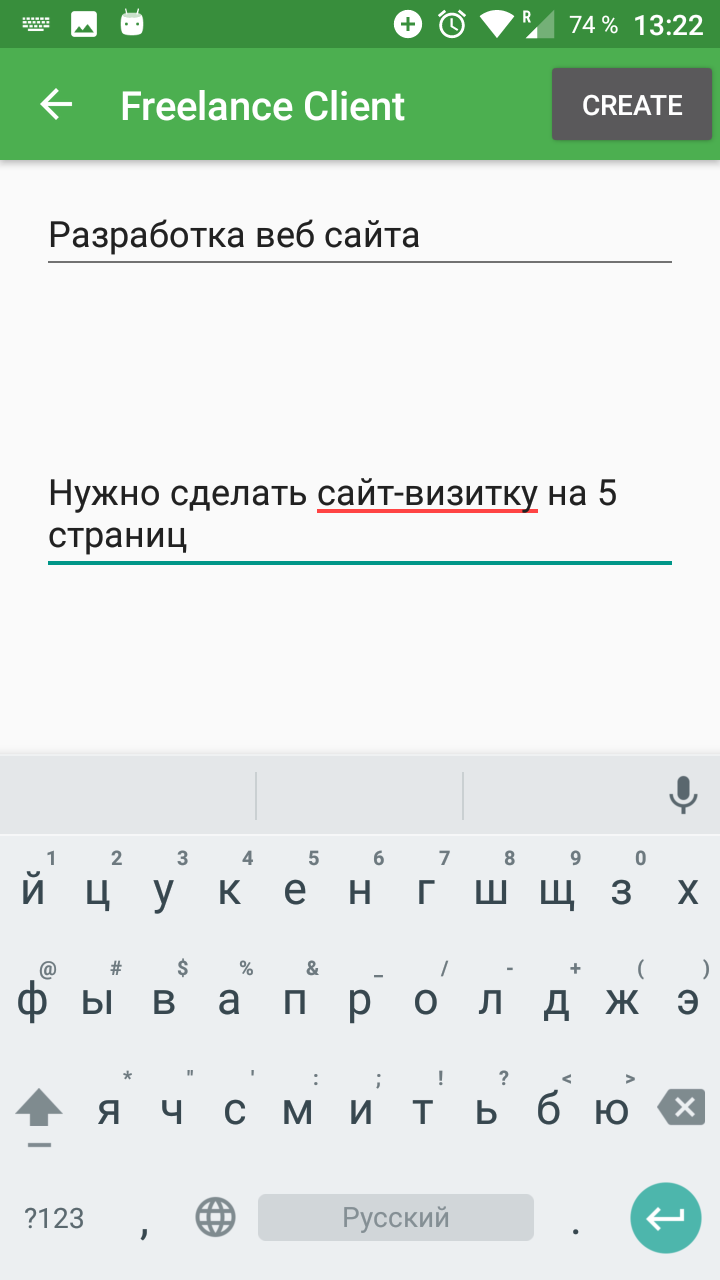 R 74 % 13:22
Freelance Client CREATE
Разработка веб сайта
Нужно сделать сайт-визитку на 5
страниц
1 2 3 4 5 6 7 8 9 0
й ц у к е н г ш щ з х
@ # $ % & _ / - + ( )
ф ы в а п р о л д ж э
* " ' : ; ! ? < >
я ч с м и т ь б ю
?123 , Русский .